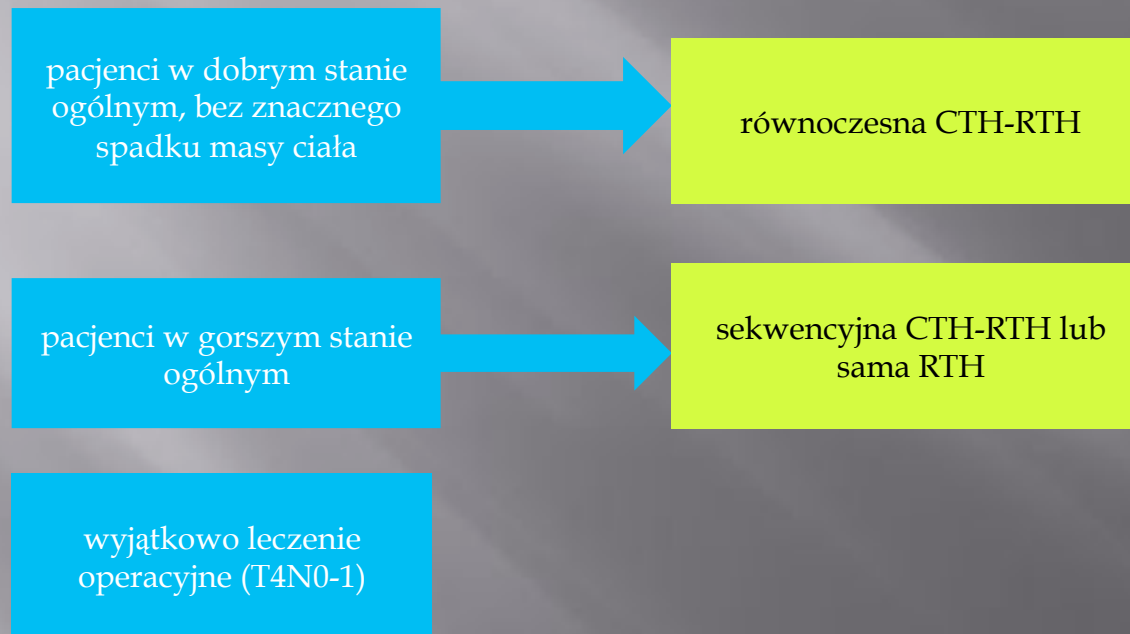 pacjenci w dobrym stanie
ogólnym, bez znacznego
spadku masy ciała
równoczesna CTH-RTH
pacjenci w gorszym stanie
ogólnym
sekwencyjna CTH-RTH lub
sama RTH
wyjątkowo leczenie
operacyjne (T4N0-1)